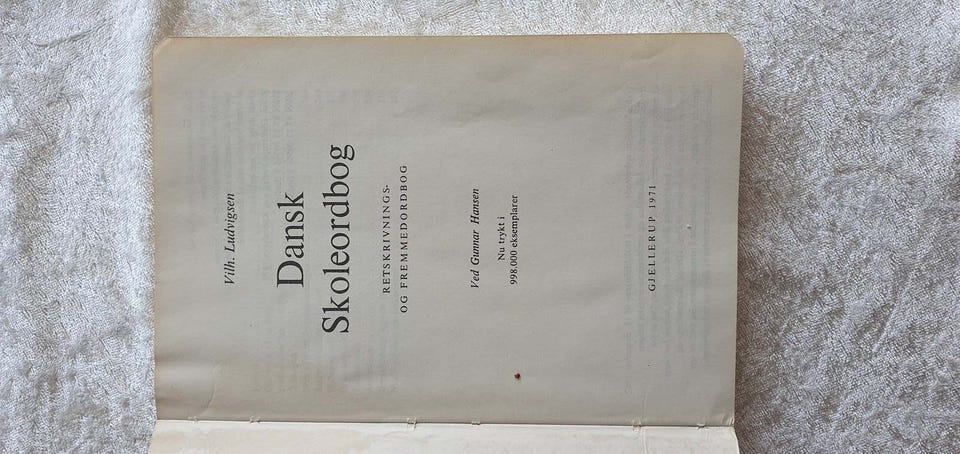 Vilh. Ludvigsen
Dansk
Skoleordbog
RETSKRIVNINGS-
OG FREMMEDORDBOG
Ved Gunnar Hansen
Nu trykt i
998.000 eksemplarer
GJELLERUP 1971